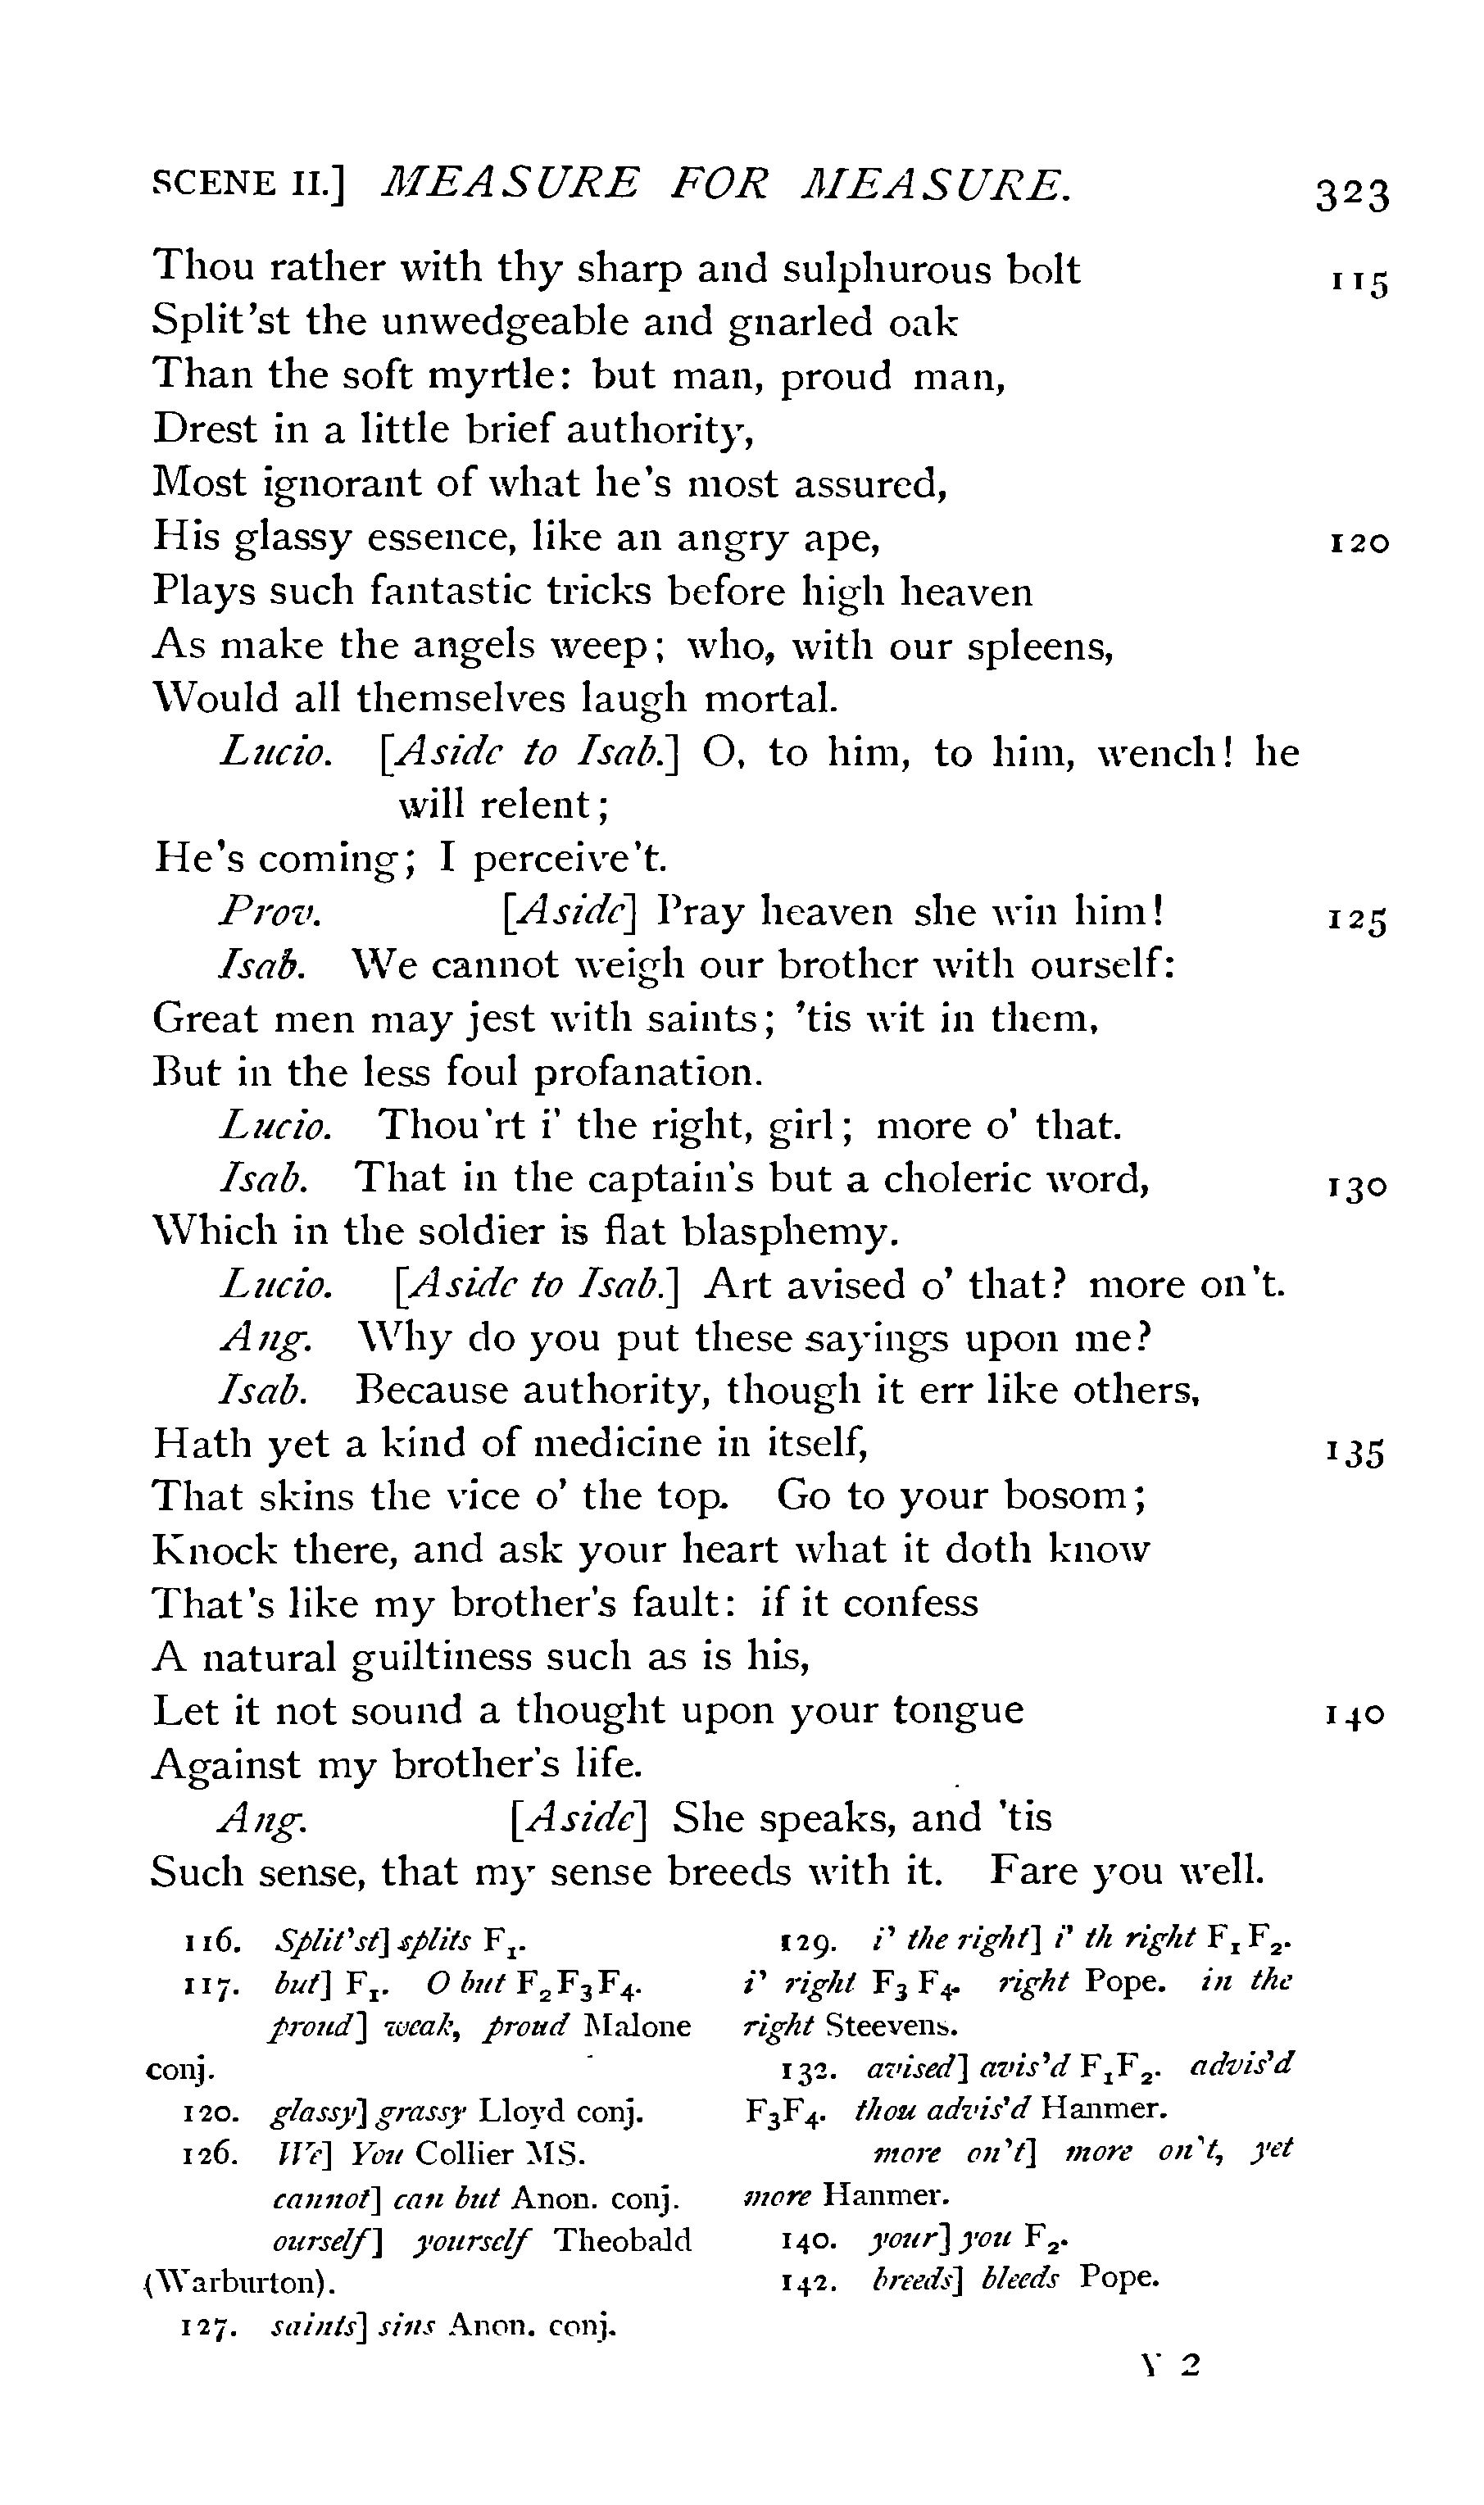 SCENE II.] MEASURE FOR MEASURE. 323
Thou rather with thy sharp and sulphurous bolt 115
Split'st the unwedgeable and gnarled oak
Than the soft myrtle: but man, proud man,
Drest in a little brief authority,
Most ignorant of what he's most assured,
His glassy essence, like an angry ape, 120
Plays such fantastic tricks before high heaven
As make the angels weep; who, with our spleens,
Would all themselves laugh mortal.
Lucio. [Aside to Isab.] O, to him, to him, wench! he
will relent;
He's coming; I perceive't.
Prov. [Aside] Pray heaven she win him! 125
Isab. We cannot weigh our brother with ourself:
Great men may jest with saints; 'tis wit in them,
But in the less foul profanation.
Lucio. Thou'rt i' the right, girl; more o' that.
Isab. That in the captain's but a choleric word, 130
Which in the soldier is flat blasphemy.
Lucio. [Aside to Isab.] Art avised o' that? more on't.
Ang. Why do you put these sayings upon me?
Isab. Because authority, though it err like others,
Hath yet a kind of medicine in itself, 135
That skins the vice o' the top. Go to your bosom;
Knock there, and ask your heart what it doth know
That's like my brother's fault: if it confess
A natural guiltiness such as is his,
Let it not sound a thought upon your tongue 140
Against my brother's life.
Ang. [Aside] She speaks, and 'tis
Such sense, that my sense breeds with it. Fare you well.
116. Split'st] splits F₁.
117. but] F₁. O but F₂F₃F₄.
proud] weak, proud Malone
conj.
120. glassy] grassy Lloyd conj.
126. We] You Collier MS.
cannot] can but Anon. conj.
ourself] yourself Theobald
(Warburton).
127. saints] sins Anon. conj.
129. i' the right] i' th right F₁F₂.
i' right F₃F₄. right Pope. in the
right Steevens.
132. avised] avis'd F₁F₂. advis'd
F₃F₄. thou advis'd Hanmer.
more on't] more on't, yet
more Hanmer.
140. your] you F₂.
142. breeds] bleeds Pope.
Y 2